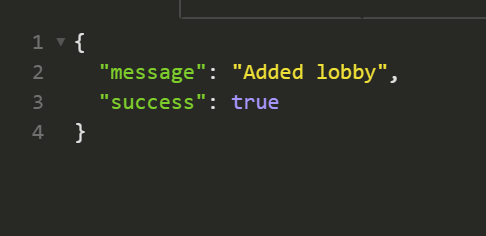 1 {
2 "message": "Added lobby",
3 "success": true
4 }